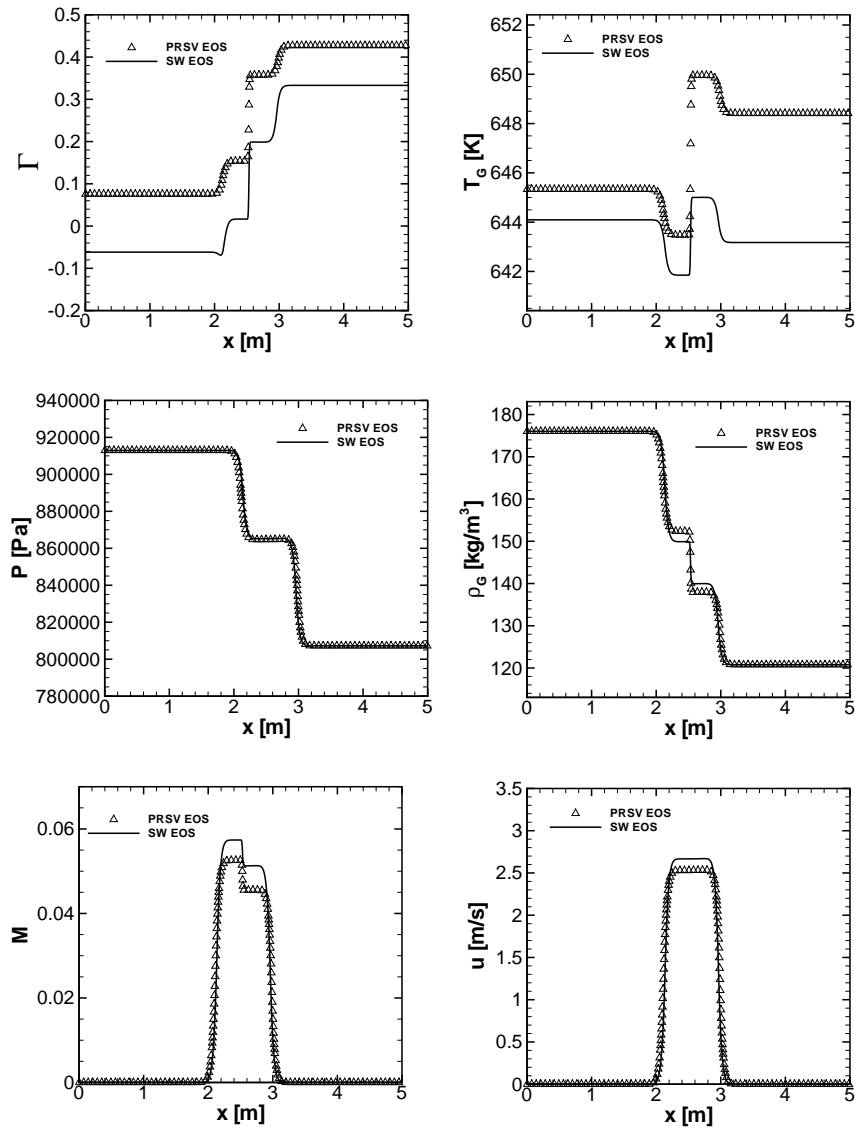 PRSV EOS
SW EOS
Γ
0.5
0.4
0.3
0.2
0.1
0
-0.1
-0.2
0 1 2 3 4 5
x [m]
PRSV EOS
SW EOS
T_G [K]
652
650
648
646
644
642
0 1 2 3 4 5
x [m]
PRSV EOS
SW EOS
P [Pa]
940000
920000
900000
880000
860000
840000
820000
800000
780000
0 1 2 3 4 5
x [m]
PRSV EOS
SW EOS
ρ_G [kg/m³]
180
170
160
150
140
130
120
0 1 2 3 4 5
x [m]
PRSV EOS
SW EOS
M
0.06
0.04
0.02
0
0 1 2 3 4 5
x [m]
PRSV EOS
SW EOS
u [m/s]
3.5
3
2.5
2
1.5
1
0.5
0
0 1 2 3 4 5
x [m]